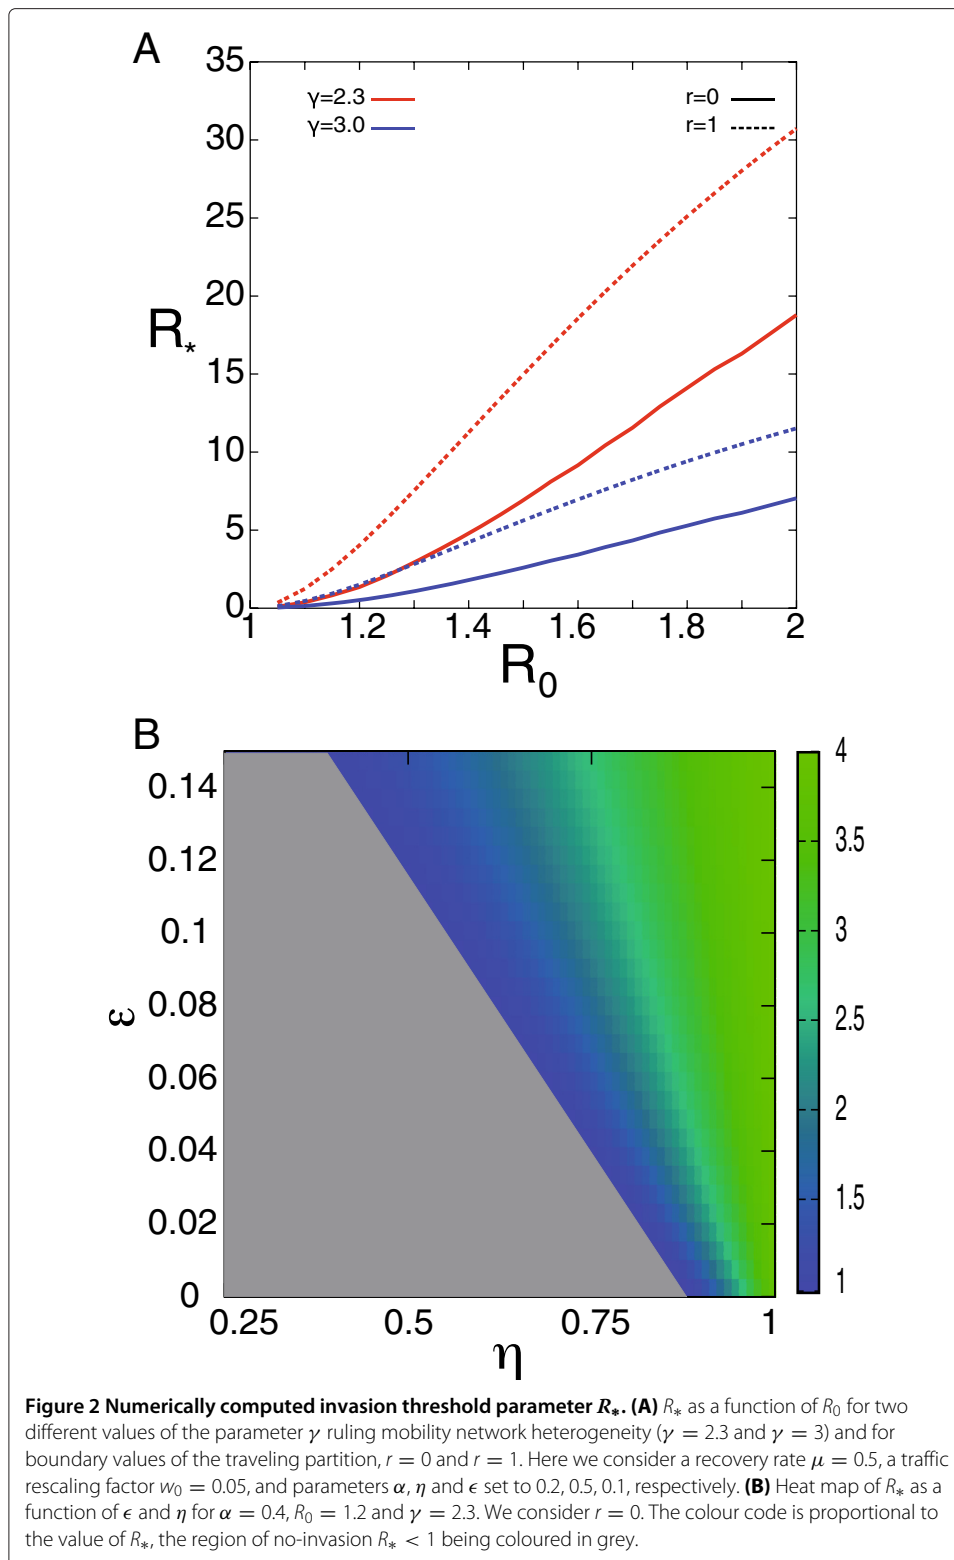 A
35
30
25
20
15
10
5
0
γ=2.3
γ=3.0
r=0
r=1
R*
1
1.2
1.4
1.6
1.8
2
R0
B
0.14
0.12
0.1
0.08
0.06
0.04
0.02
0
ε
0.25
0.5
0.75
1
η
4
3.5
3
2.5
2
1.5
1
Figure 2 Numerically computed invasion threshold parameter R∗. (A) R∗ as a function of R0 for two
different values of the parameter γ ruling mobility network heterogeneity (γ = 2.3 and γ = 3) and for
boundary values of the traveling partition, r = 0 and r = 1. Here we consider a recovery rate μ = 0.5, a traffic
rescaling factor w0 = 0.05, and parameters α, η and ϵ set to 0.2, 0.5, 0.1, respectively. (B) Heat map of R∗ as a
function of ϵ and η for α = 0.4, R0 = 1.2 and γ = 2.3. We consider r = 0. The colour code is proportional to
the value of R∗, the region of no-invasion R∗ < 1 being coloured in grey.